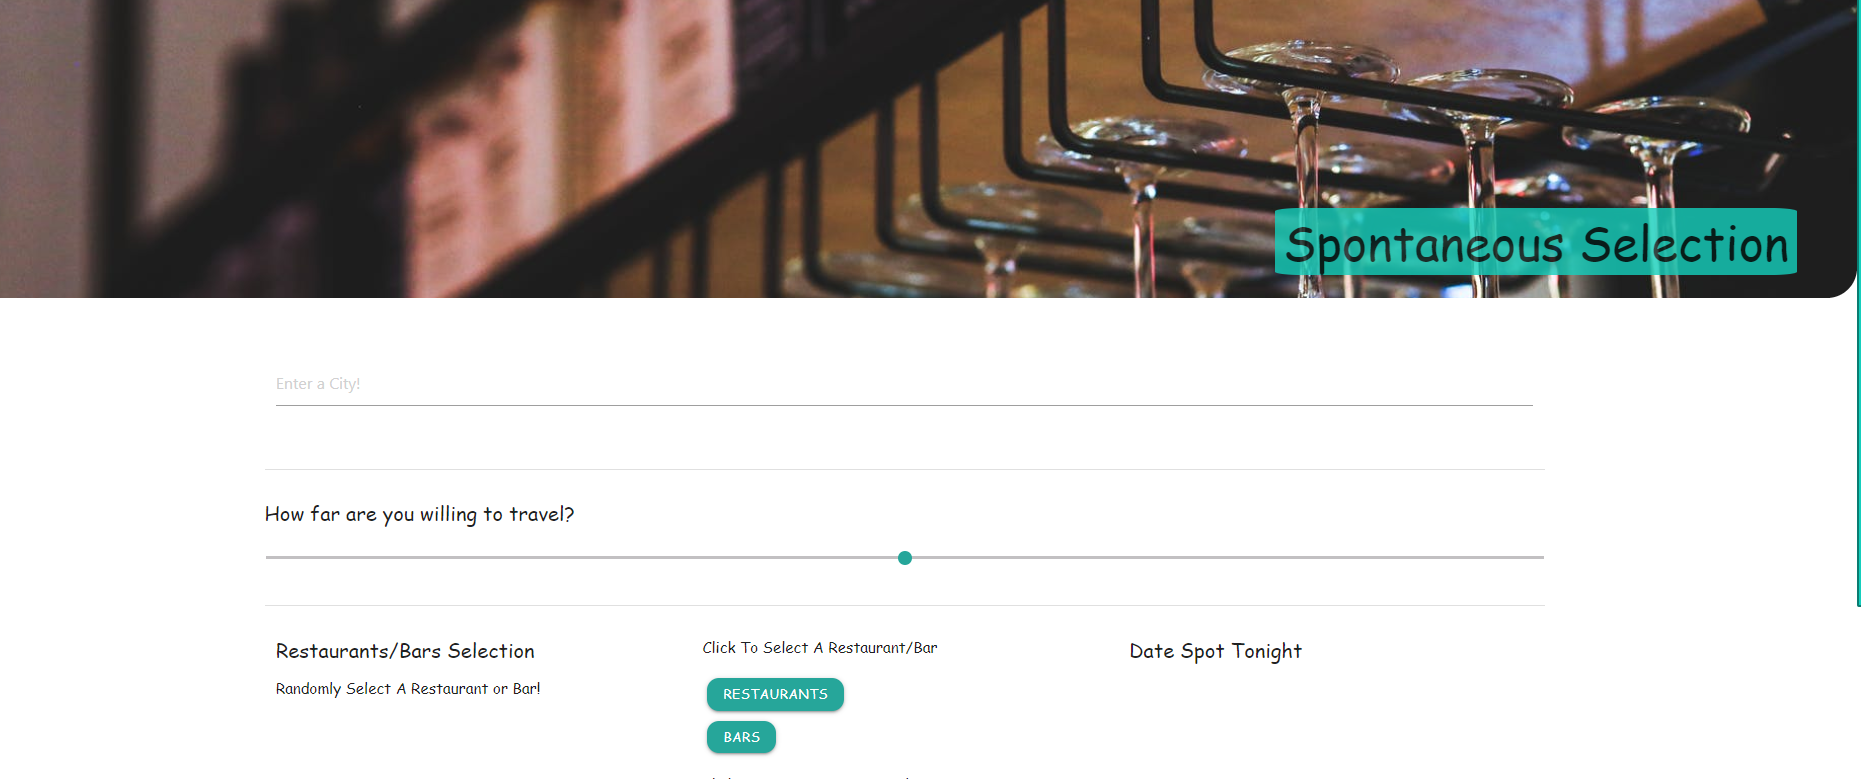 Spontaneous Selection
Enter a City!
How far are you willing to travel?
Restaurants/Bars Selection
Randomly Select A Restaurant or Bar!
Click To Select A Restaurant/Bar
RESTAURANTS
BARS
Date Spot Tonight